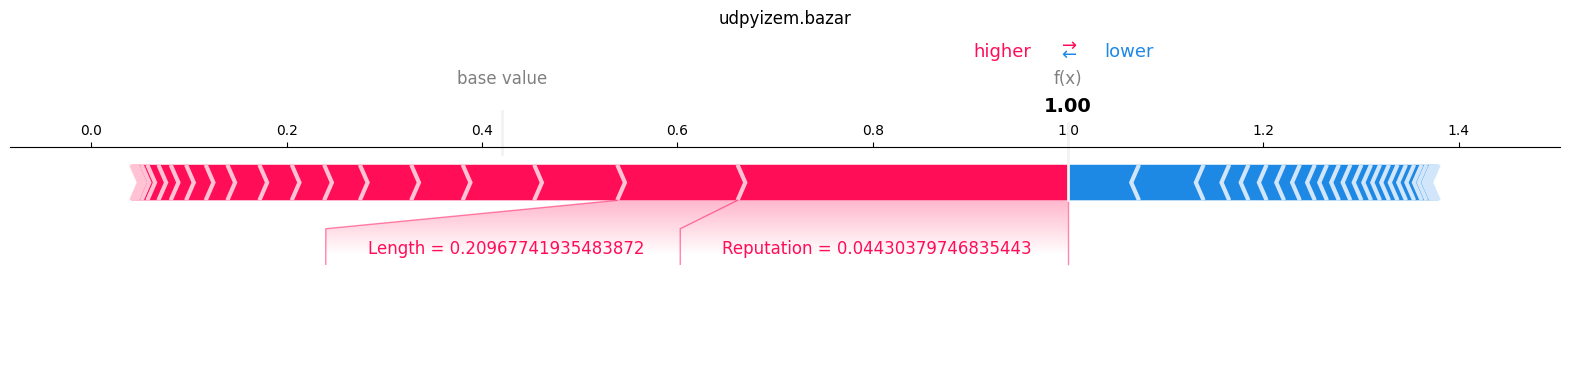 udpyizem.bazar
higher ⇄ lower
base value f(x)
1.00
0.0 0.2 0.4 0.6 0.8 1.0 1.2 1.4
Length = 0.20967741935483872 Reputation = 0.04430379746835443